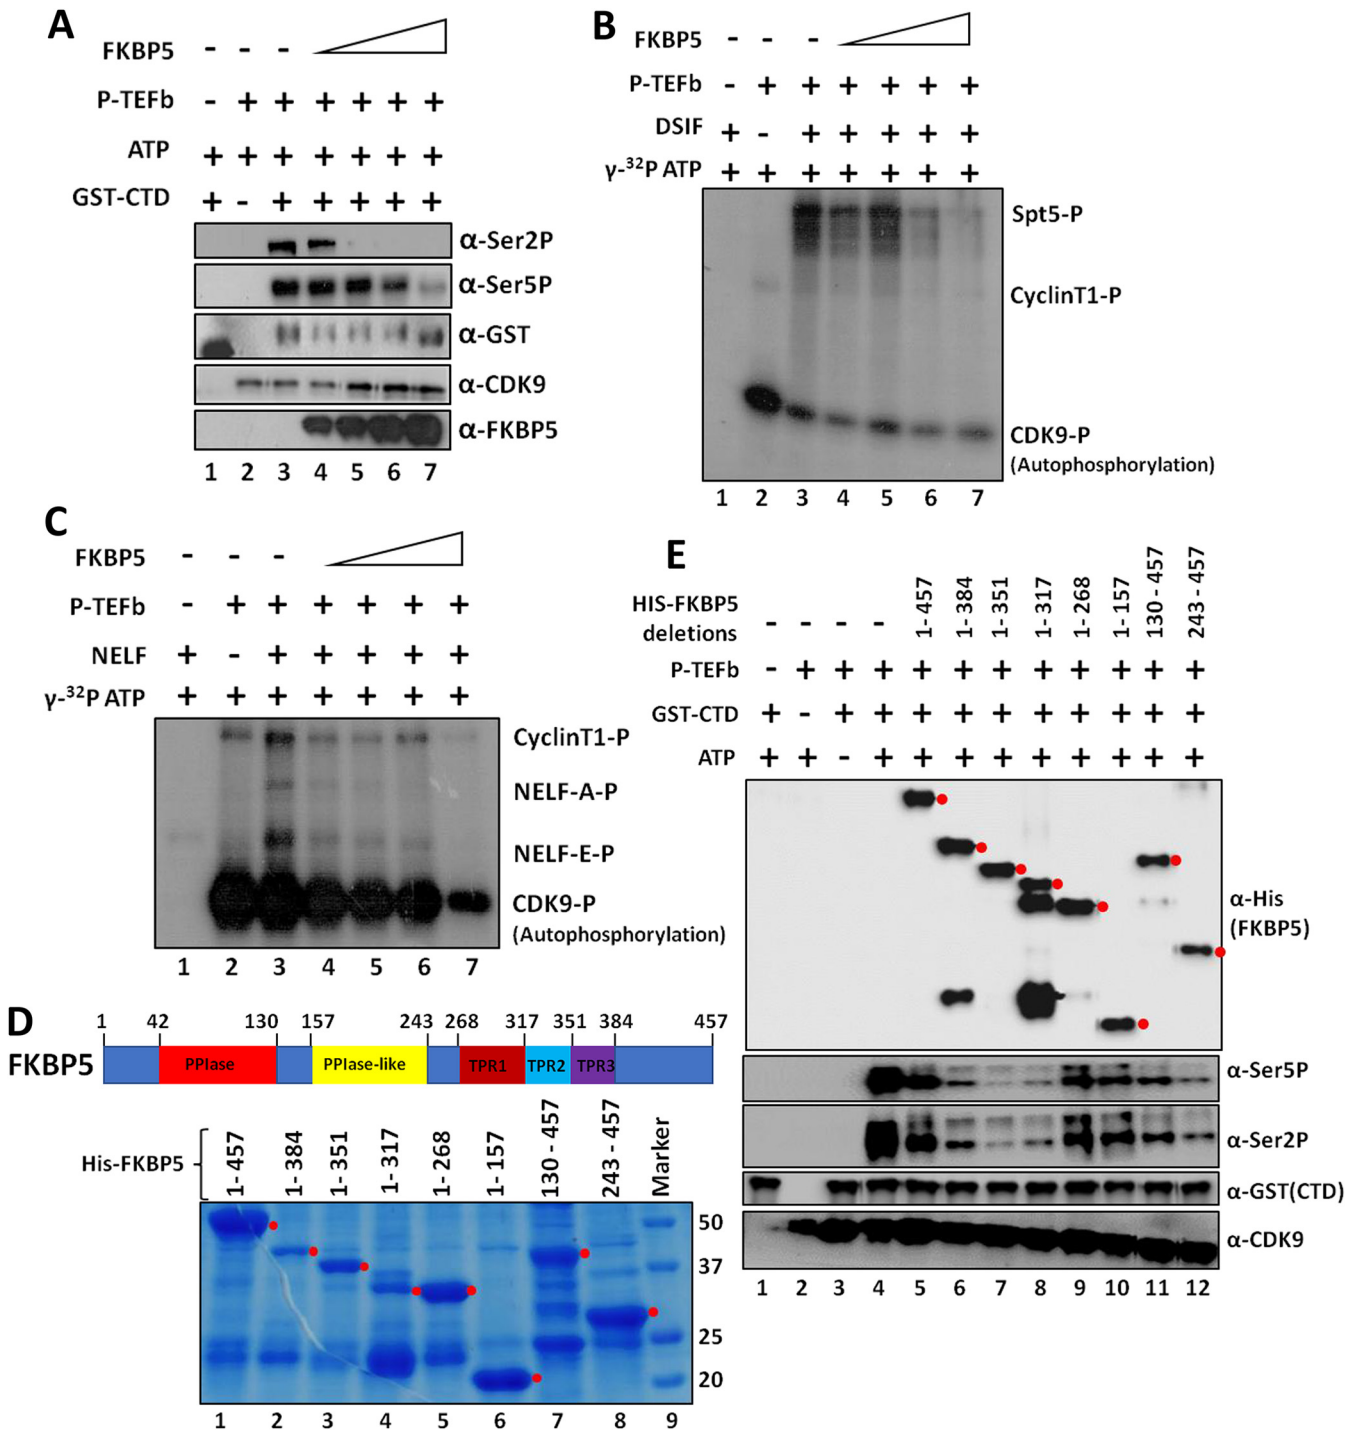 A
FKBP5 - - -
P-TEFb - + + + + + +
ATP + + + + + + +
GST-CTD + - + + + + +
α-Ser2P
α-Ser5P
α-GST
α-CDK9
α-FKBP5
1 2 3 4 5 6 7
B
FKBP5 - - -
P-TEFb - + + + + + +
DSIF + - + + + + +
γ-³²P ATP + + + + + + +
Spt5-P
CyclinT1-P
CDK9-P
(Autophosphorylation)
1 2 3 4 5 6 7
C
FKBP5 - - -
P-TEFb - + + + + + +
NELF + - + + + + +
γ-³²P ATP + + + + + + +
CyclinT1-P
NELF-A-P
NELF-E-P
CDK9-P
(Autophosphorylation)
1 2 3 4 5 6 7
D
1 42 130 157 243 268 317 351 384 457
FKBP5 PPIase PPIase-like TPR1 TPR2 TPR3
His-FKBP5 1-457 1-384 1-351 1-317 1-268 1-157 130-457 243-457 Marker
50
37
25
20
1 2 3 4 5 6 7 8 9
E
HIS-FKBP5
deletions - - - - 1-457 1-384 1-351 1-317 1-268 1-157 130-457 243-457
P-TEFb - + + + + + + + + + + +
GST-CTD + - + + + + + + + + + +
ATP + + - + + + + + + + + +
α-His
(FKBP5)
α-Ser5P
α-Ser2P
α-GST(CTD)
α-CDK9
1 2 3 4 5 6 7 8 9 10 11 12